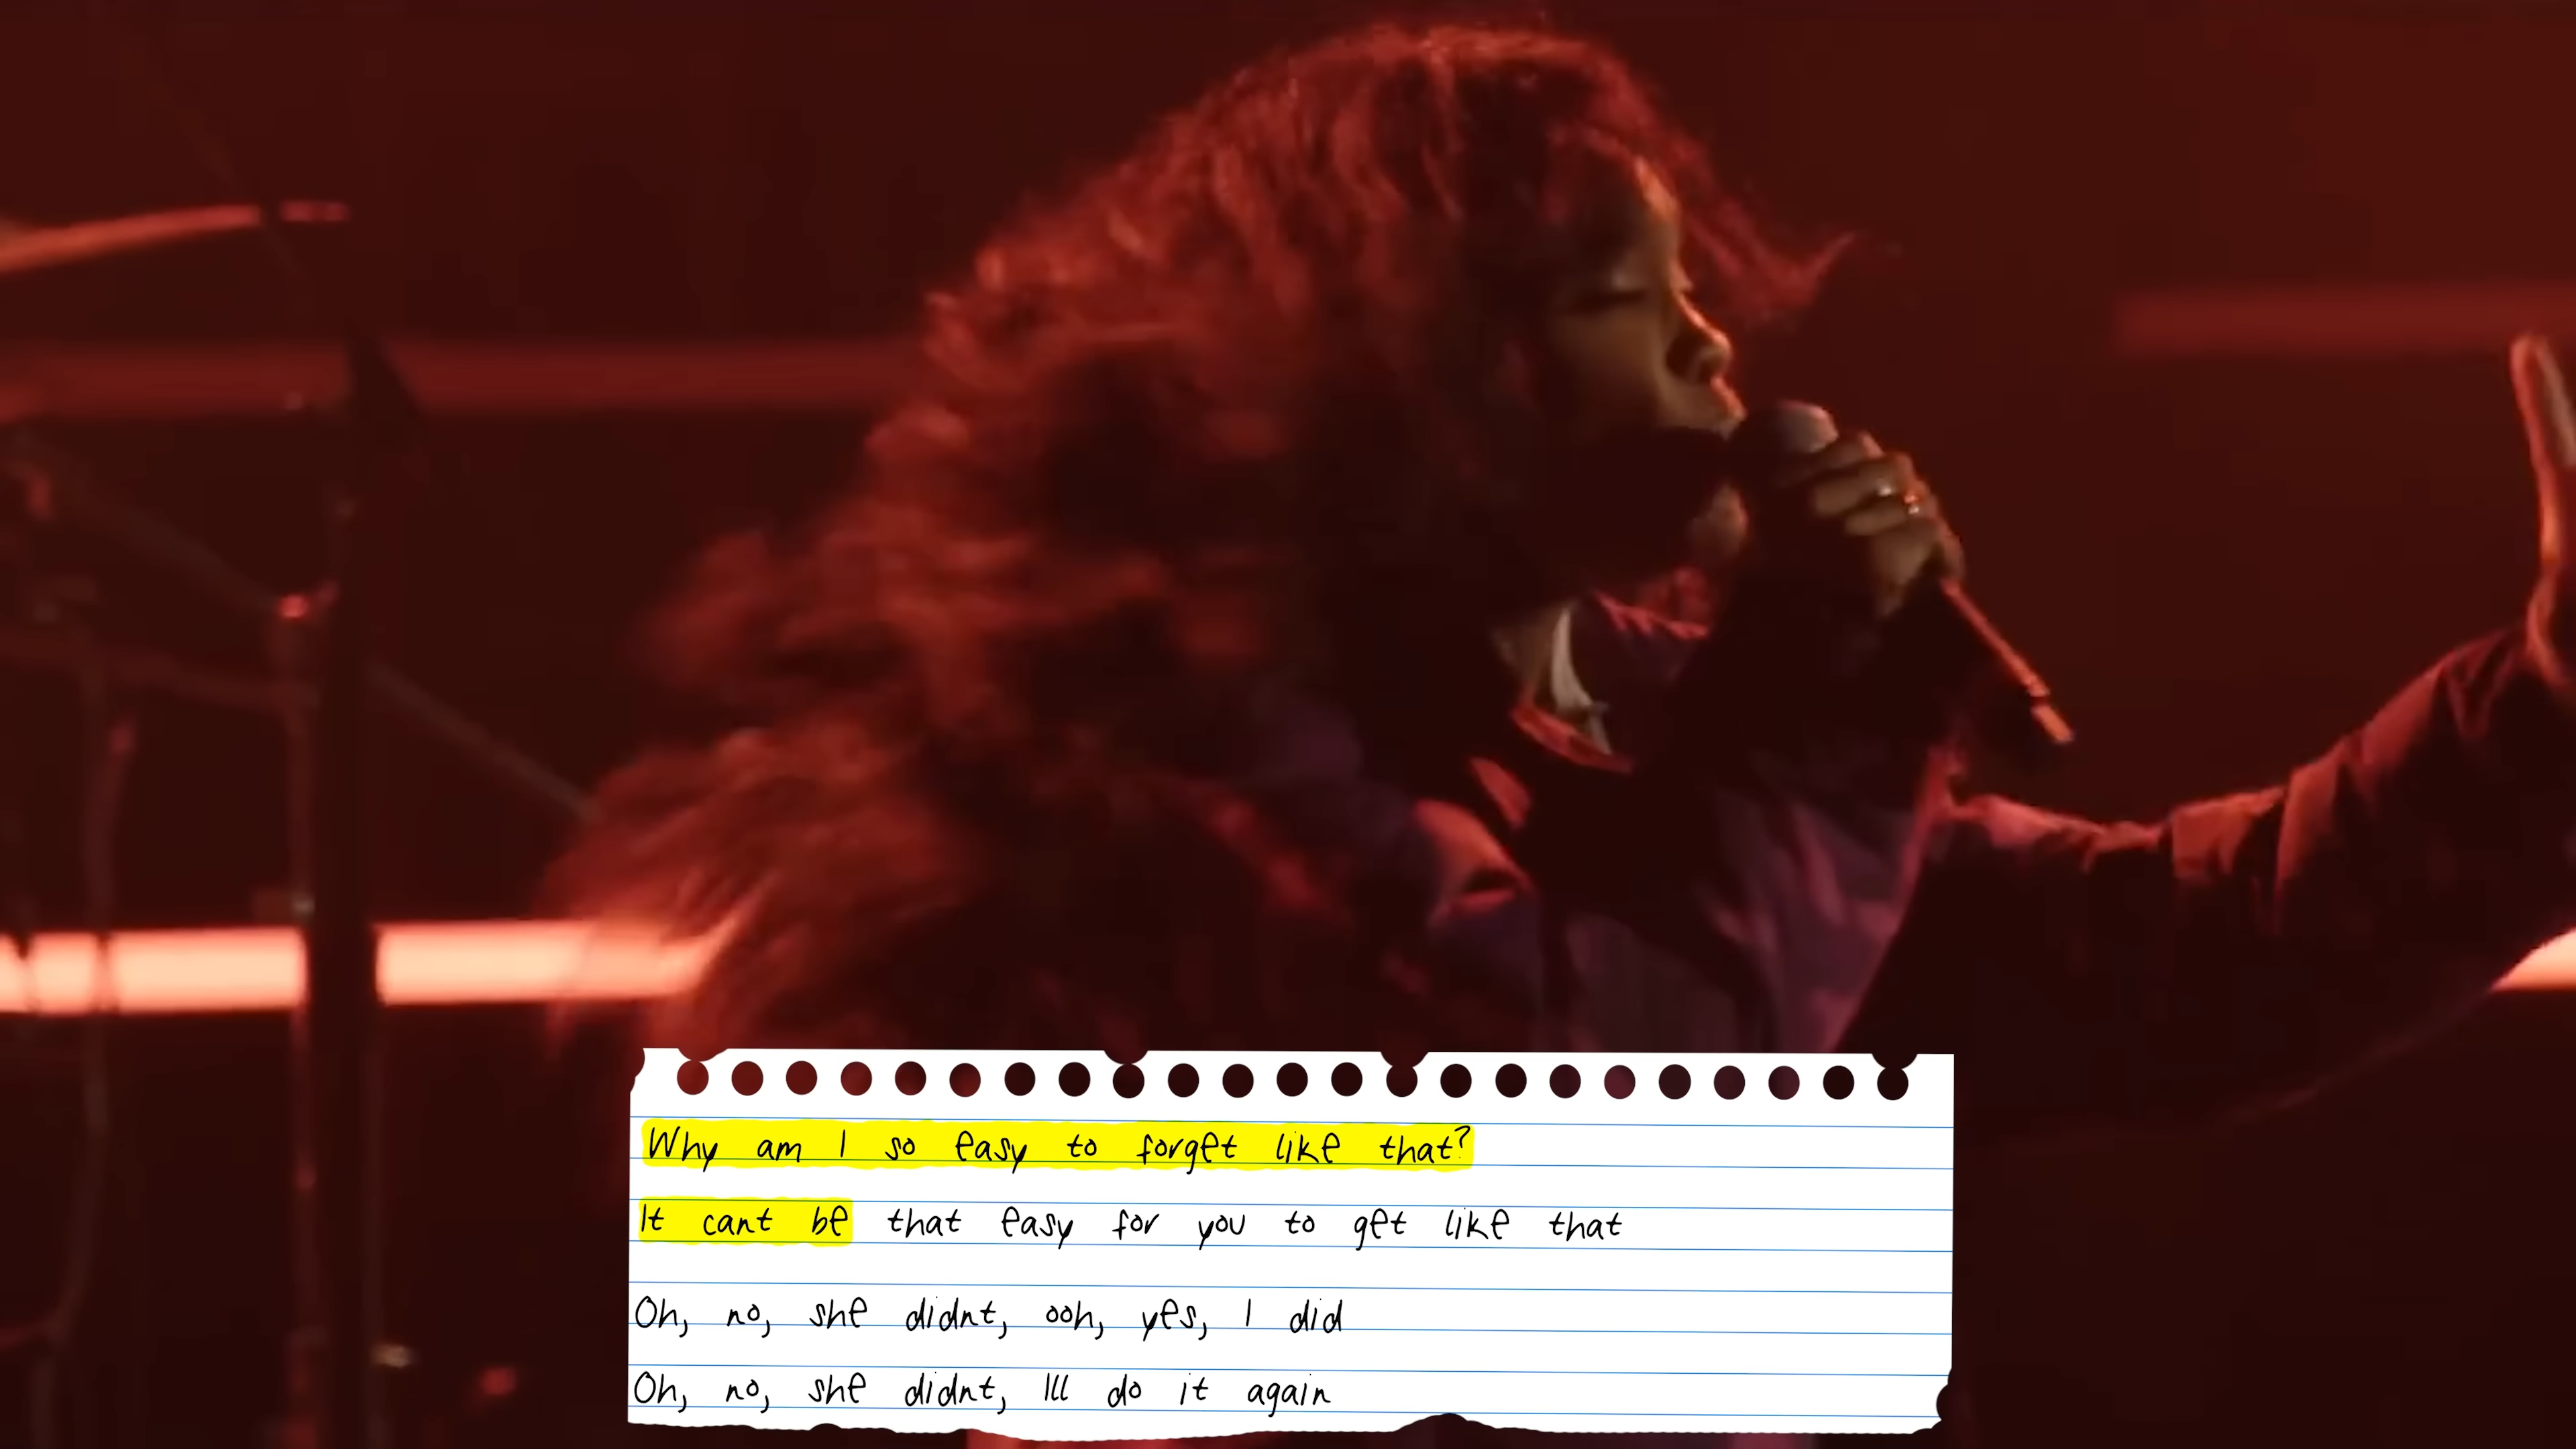 Why am I so easy to forget like that?
It cant be that easy for you to get like that
Oh, no, she didnt, ooh, yes, I did
Oh, no, she didnt, Ill do it again